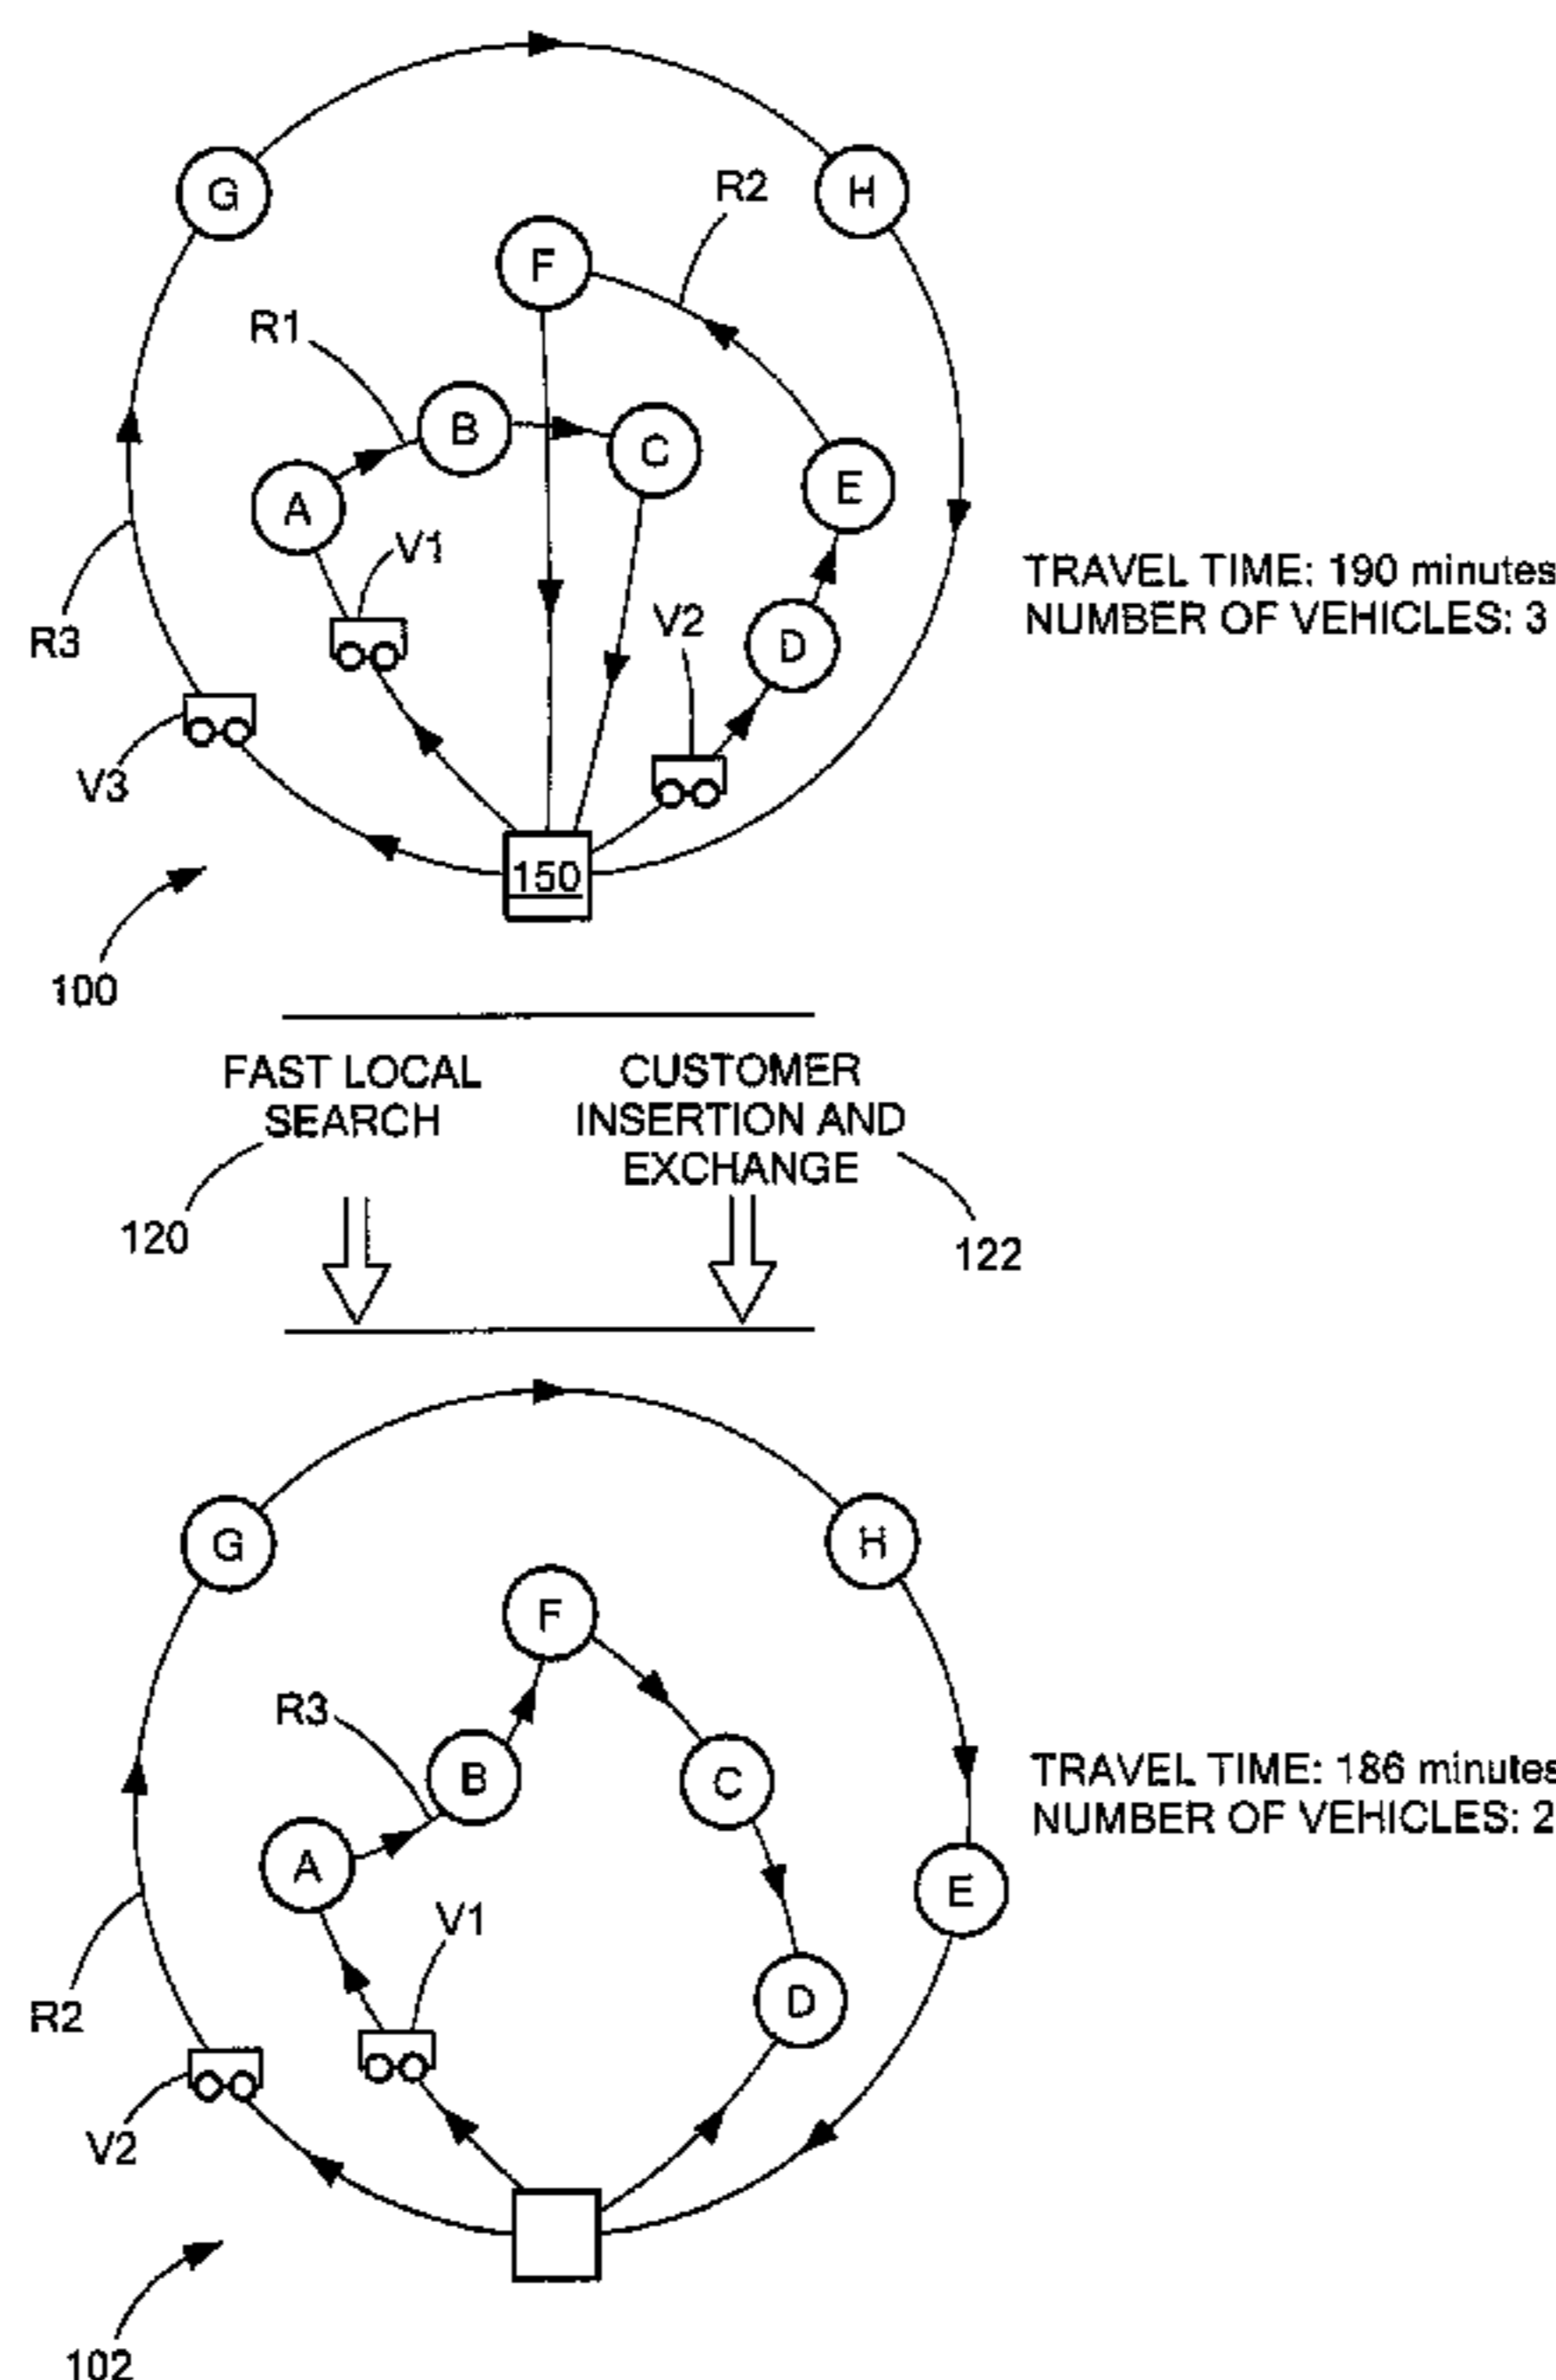 G
H
R2
F
R1
B
C
A
E
V1
TRAVEL TIME: 190 minutes
V2
NUMBER OF VEHICLES: 3
R3
D
V3
150
100
FAST LOCAL
SEARCH
CUSTOMER
INSERTION AND
EXCHANGE
120
122
G
H
F
R3
B
C
TRAVEL TIME: 186 minutes
NUMBER OF VEHICLES: 2
A
E
V1
D
R2
V2
102